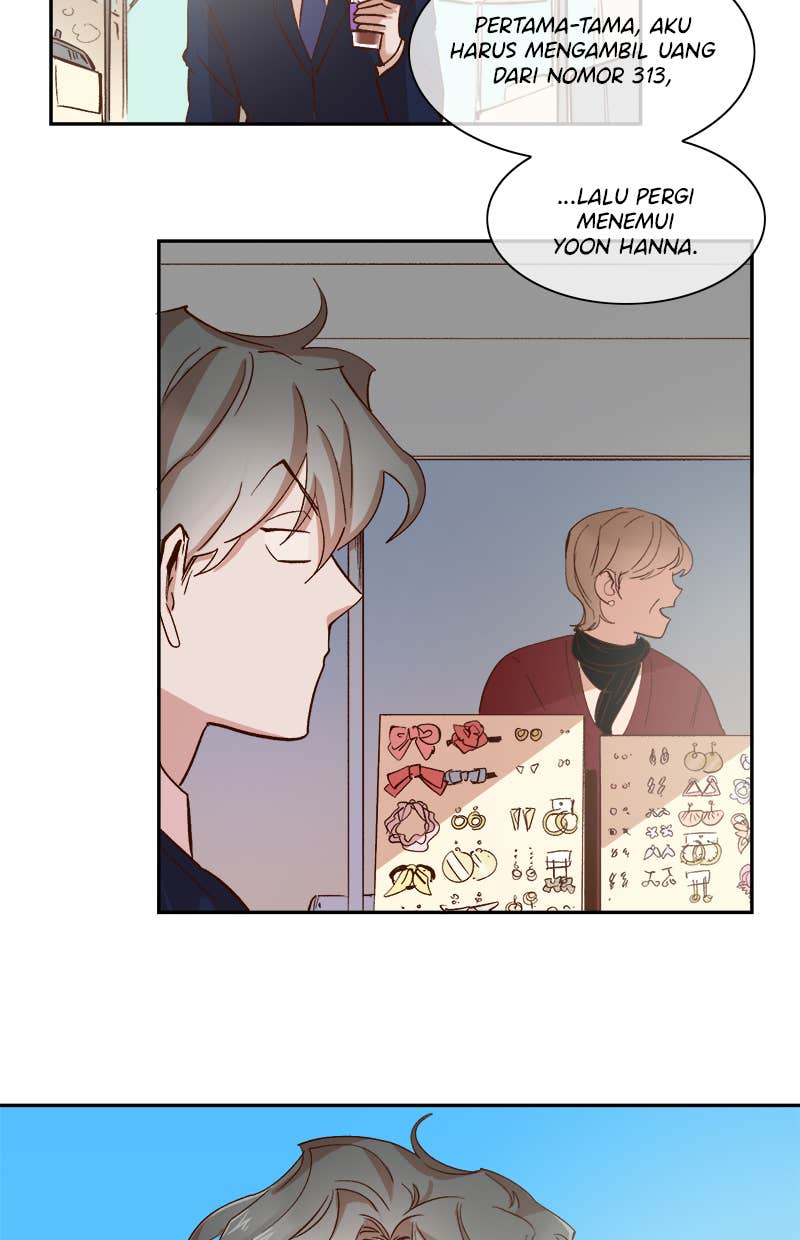 PERTAMA-TAMA, AKU
HARUS MENGAMBIL UANG
DARI NOMOR 313,
...LALU PERGI
MENEMUI
YOON HANNA.